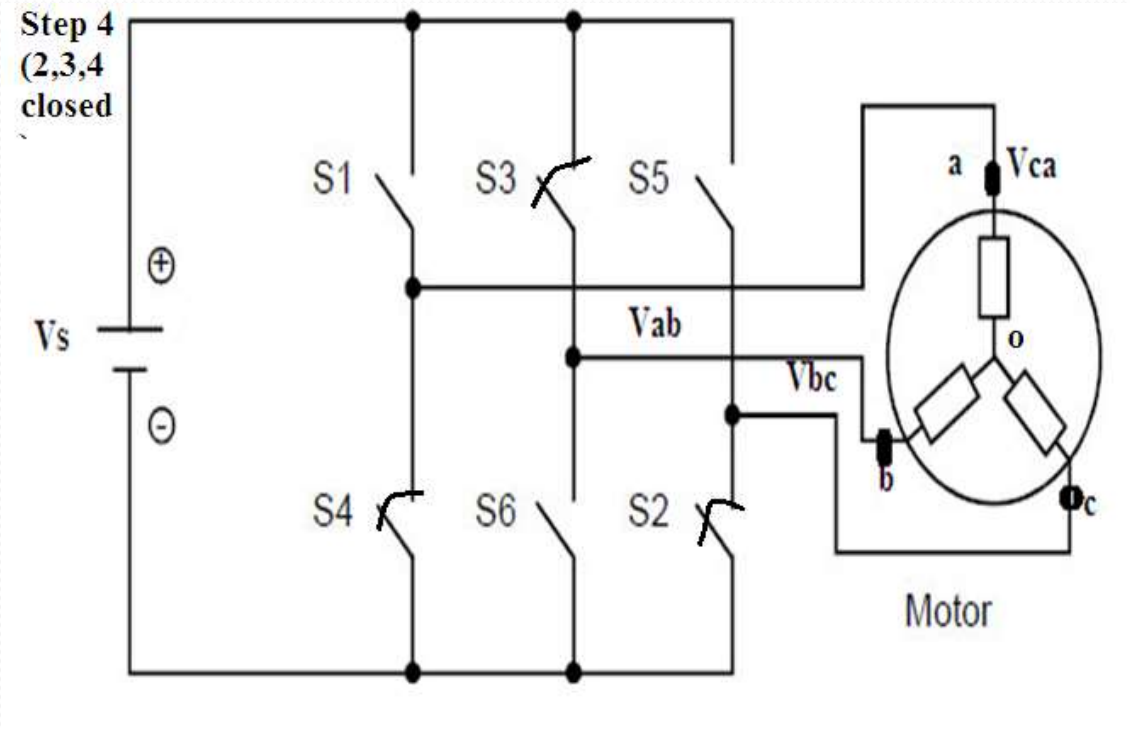 Step 4
(2,3,4
closed
`
S1
S3
S5
a
Vca
+
Vs
Vab
o
Vbc
-
S4
S6
S2
b
c
Motor